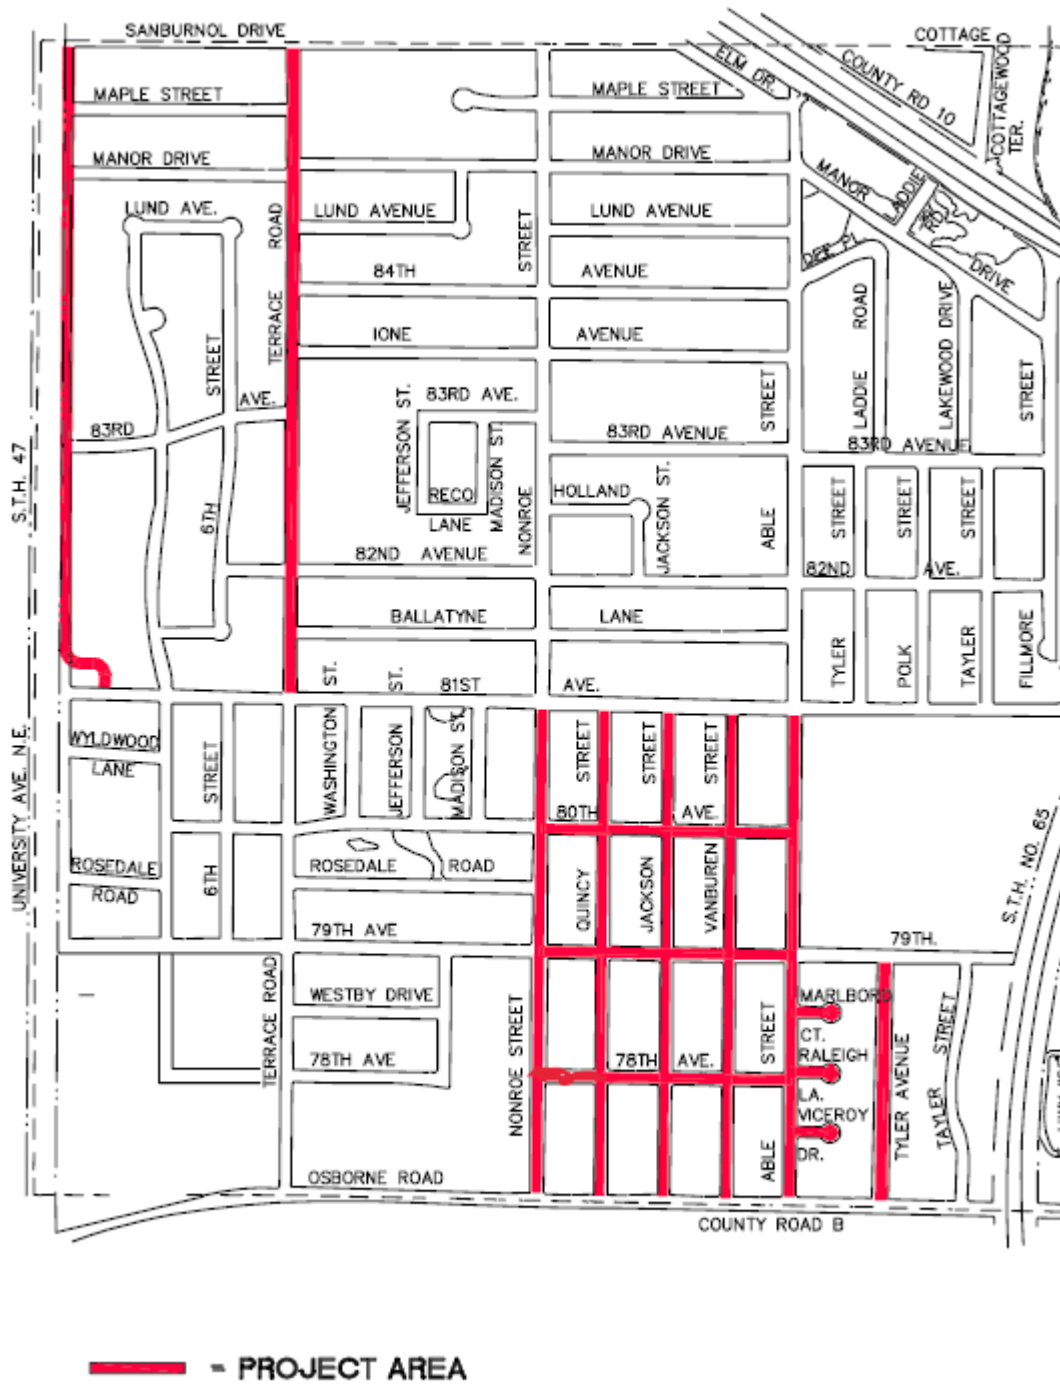 SANBURNOL DRIVE
COTTAGE
ELM DR.
COUNTY RD 10
COTTAGEWOOD
TER.
MAPLE STREET
MAPLE STREET
MANOR DRIVE
MANOR DRIVE
MANOR
LADDIE
RD
DRIVE
LUND AVE.
LUND AVENUE
LUND AVENUE
ROAD
TERRACE
STREET
84TH
AVENUE
DEE PL
IONE
AVENUE
STREET
LADDIE ROAD
LAKEWOOD DRIVE
STREET
83RD
AVE.
JEFFERSON ST.
83RD AVE.
STREET
83RD AVENUE
83RD AVENUE
S.T.H. 47
6TH
RECO
LANE
MADISON ST.
NONROE
HOLLAND
JACKSON ST.
ABLE
STREET
STREET
STREET
82ND AVENUE
82ND
AVE.
BALLATYNE
LANE
TYLER
POLK
TAYLER
FILLMORE
ST.
ST.
81ST
AVE.
UNIVERSITY AVE. N.E.
WYLDWOOD
LANE
STREET
WASHINGTON
JEFFERSON
MADISON ST.
STREET
STREET
STREET
80TH
AVE.
ROSEDALE
ROAD
6TH
ROSEDALE
ROAD
QUINCY
JACKSON
VANBUREN
S.T.H. NO. 65
79TH AVE
79TH.
TERRACE ROAD
WESTBY DRIVE
NONROE STREET
STREET
MARLBORO
CT.
78TH AVE
78TH
AVE.
RALEIGH
LA.
VICEROY
DR.
TYLER AVENUE
TAYLER STREET
ABLE
OSBORNE ROAD
COUNTY ROAD B
- PROJECT AREA